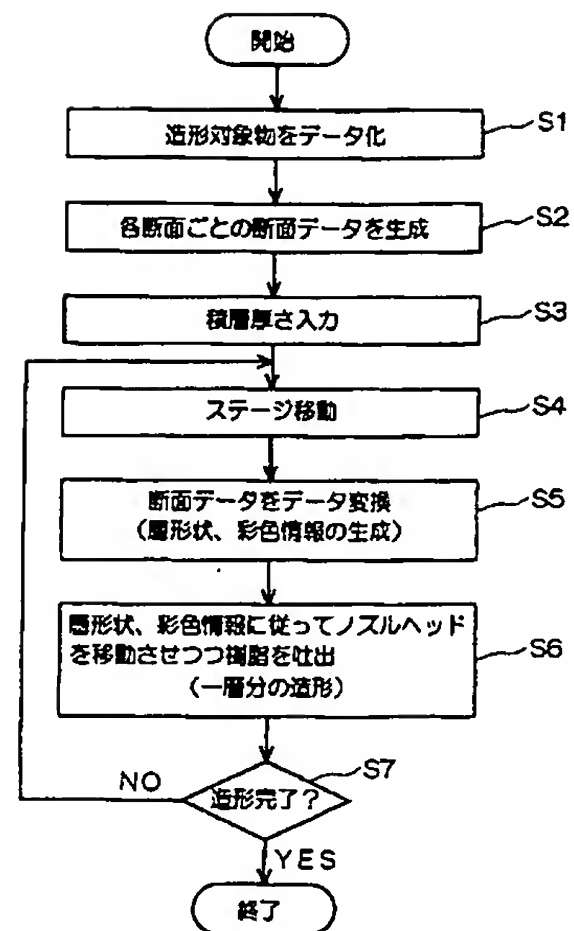 開始
造形対象物をデータ化
S1
各断面ごとの断面データを生成
S2
積層厚さ入力
S3
ステージ移動
S4
断面データをデータ変換
(層形状、彩色情報の生成)
S5
層形状、彩色情報に従ってノズルヘッド
を移動させつつ樹脂を吐出
(一層分の造形)
S6
造形完了?
S7
NO
YES
終了